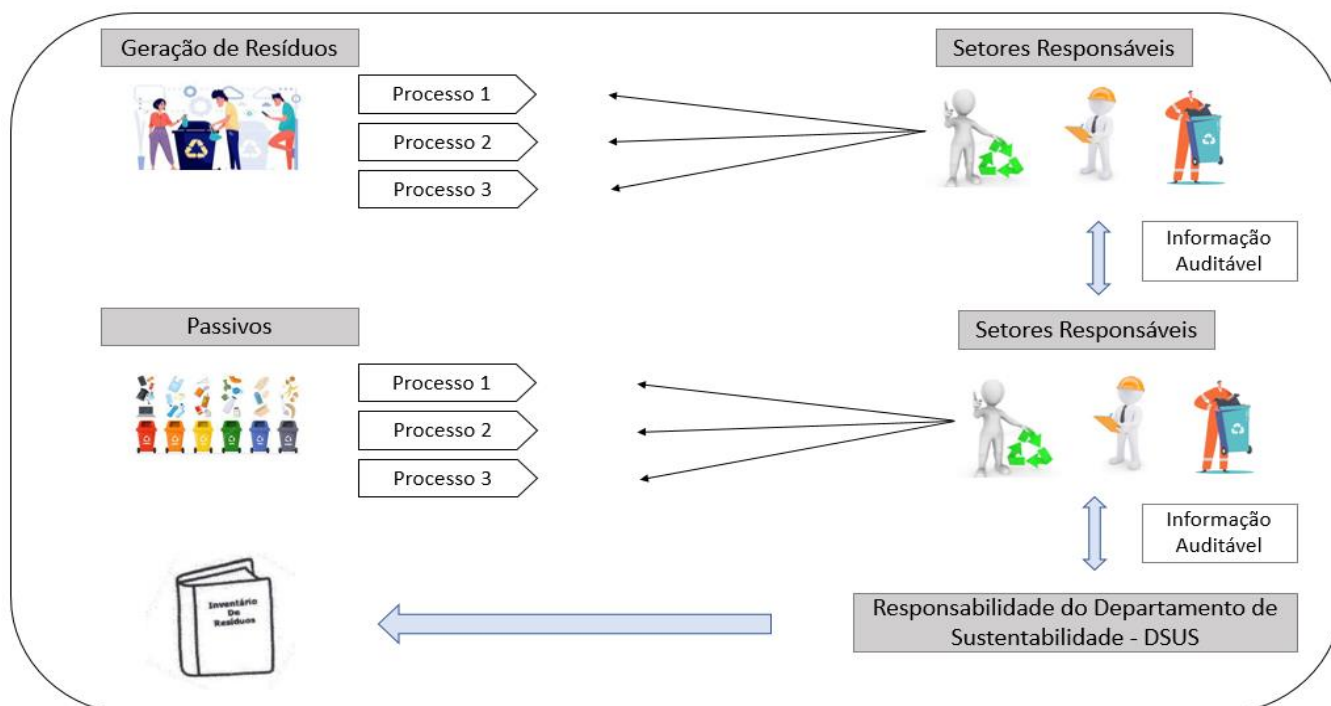 Geração de Resíduos
Setores Responsáveis
Processo 1
Processo 2
Processo 3
Informação
Auditável
Passivos
Setores Responsáveis
Processo 1
Processo 2
Processo 3
Informação
Auditável
Inventário
De
Resíduos
Responsabilidade do Departamento de
Sustentabilidade - DSUS